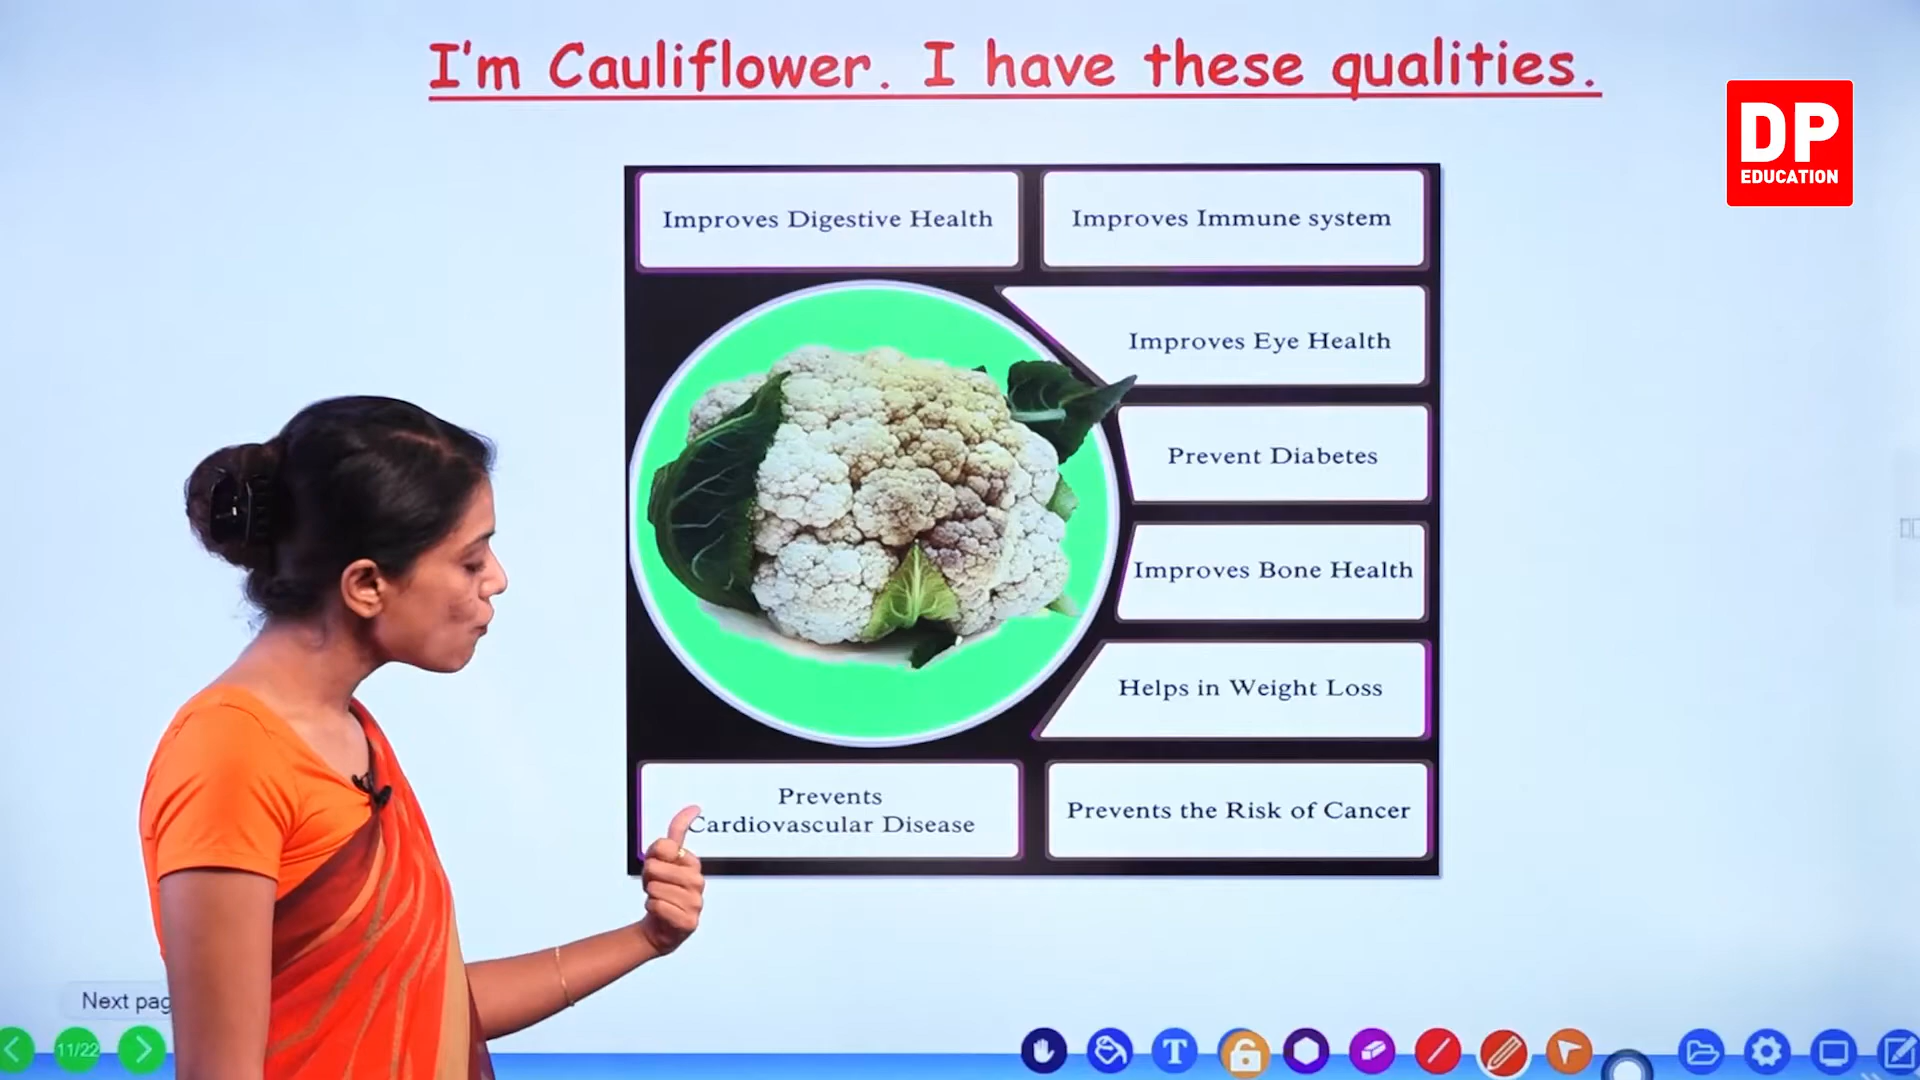 I'm Cauliflower. I have these qualities.
DP
EDUCATION
Improves Digestive Health
Improves Immune system
Improves Eye Health
Prevent Diabetes
Improves Bone Health
Helps in Weight Loss
Prevents
Cardiovascular Disease
Prevents the Risk of Cancer
Next pag
11/22
T